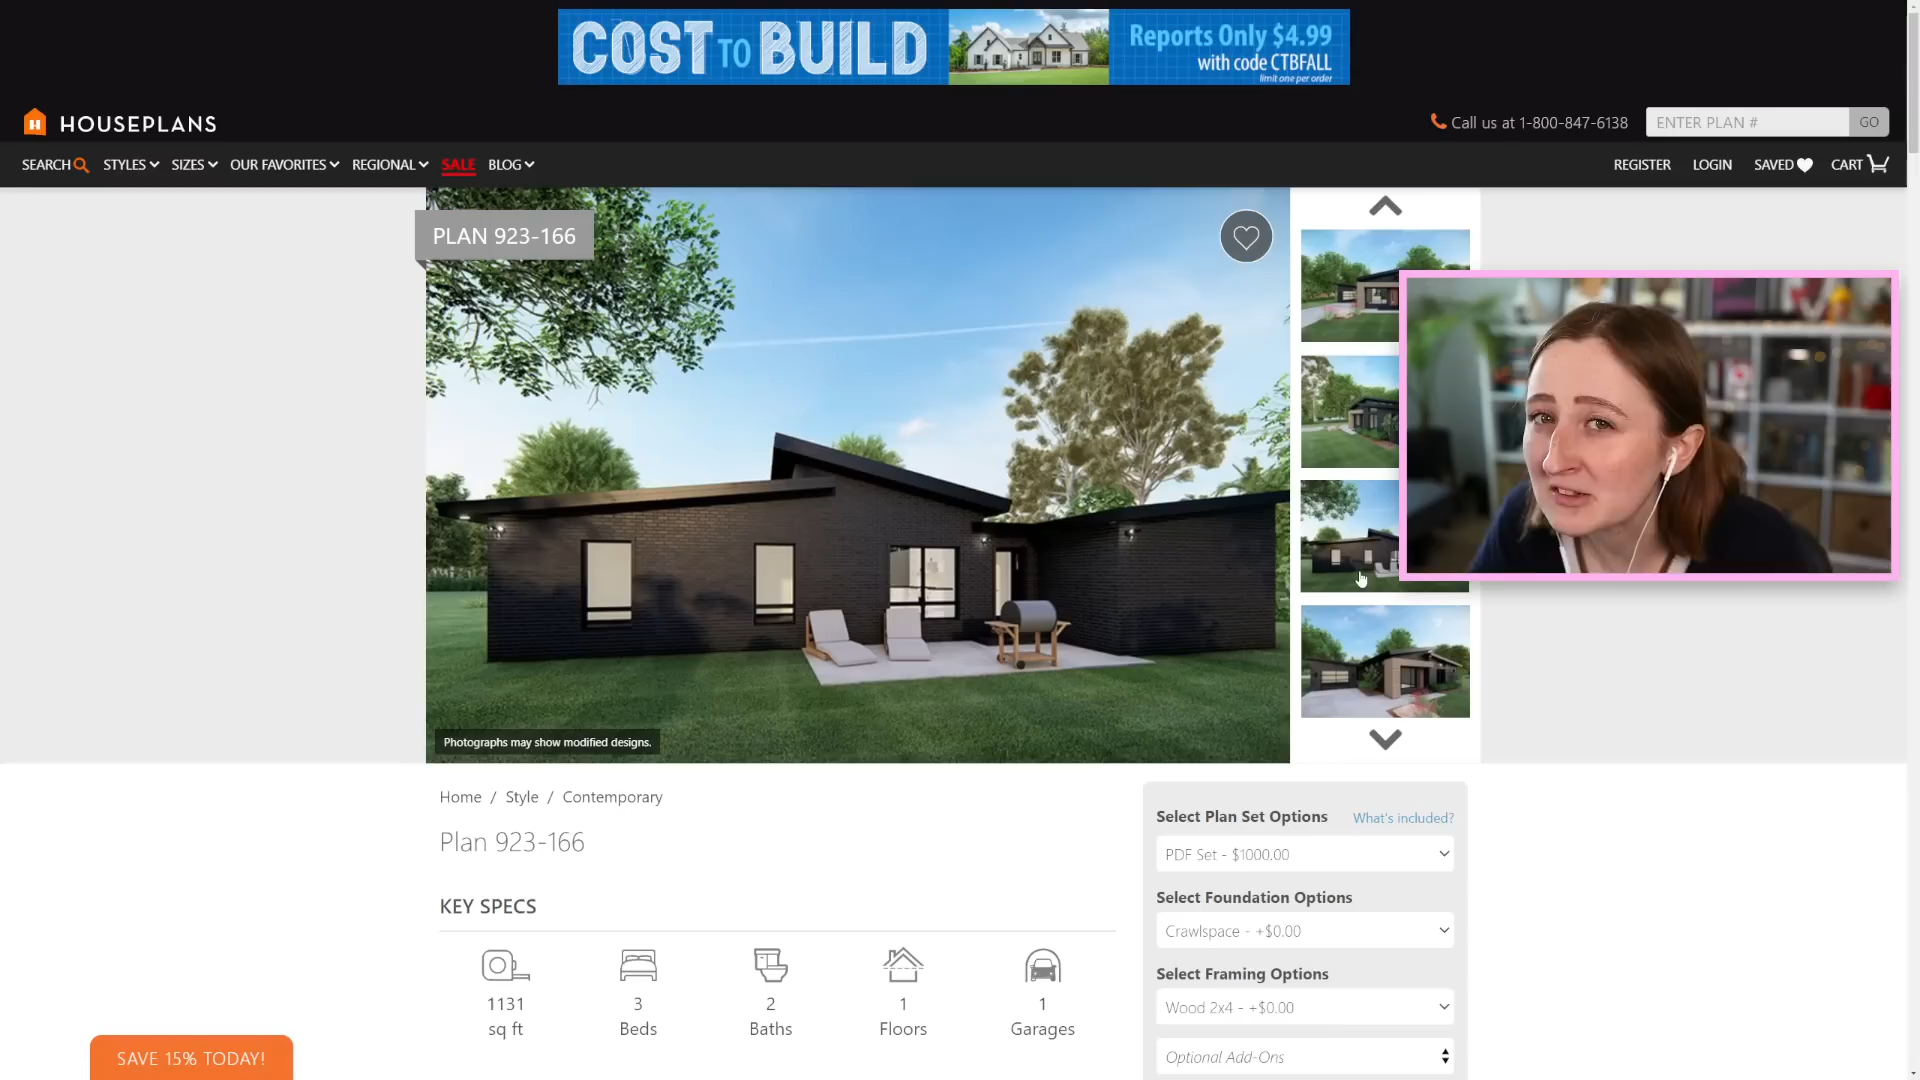 COST TO BUILD
Reports Only $4.99
with code CTBFALL
limit one per order
H HOUSEPLANS
Call us at 1-800-847-6138
ENTER PLAN #
GO
SEARCH STYLES SIZES OUR FAVORITES REGIONAL SALE BLOG
REGISTER LOGIN SAVED CART
PLAN 923-166
Photographs may show modified designs.
Home / Style / Contemporary
Plan 923-166
KEY SPECS
1131 3 2 1 1
sq ft Beds Baths Floors Garages
Select Plan Set Options What's included?
PDF Set - $1000.00
Select Foundation Options
Crawlspace - +$0.00
Select Framing Options
Wood 2x4 - +$0.00
Optional Add-Ons
SAVE 15% TODAY!